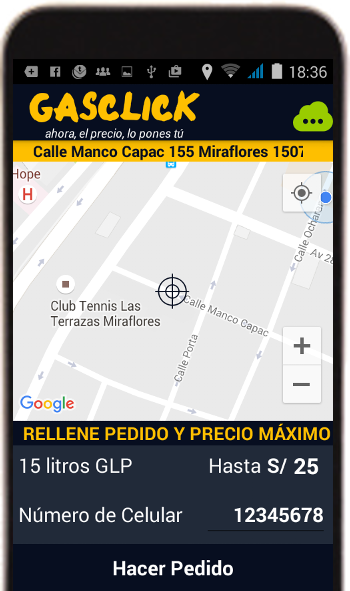 18:36
GASCLICK
ahora, el precio, lo pones tú
Calle Manco Capac 155 Miraflores 1507
Hope
H
Calle Ochar
Av 28
Club Tennis Las
Terrazas Miraflores
Calle Manco Capac
Calle Porta
+
−
Google
RELLENE PEDIDO Y PRECIO MÁXIMO
15 litros GLP
Hasta S/ 25
Número de Celular
12345678
Hacer Pedido